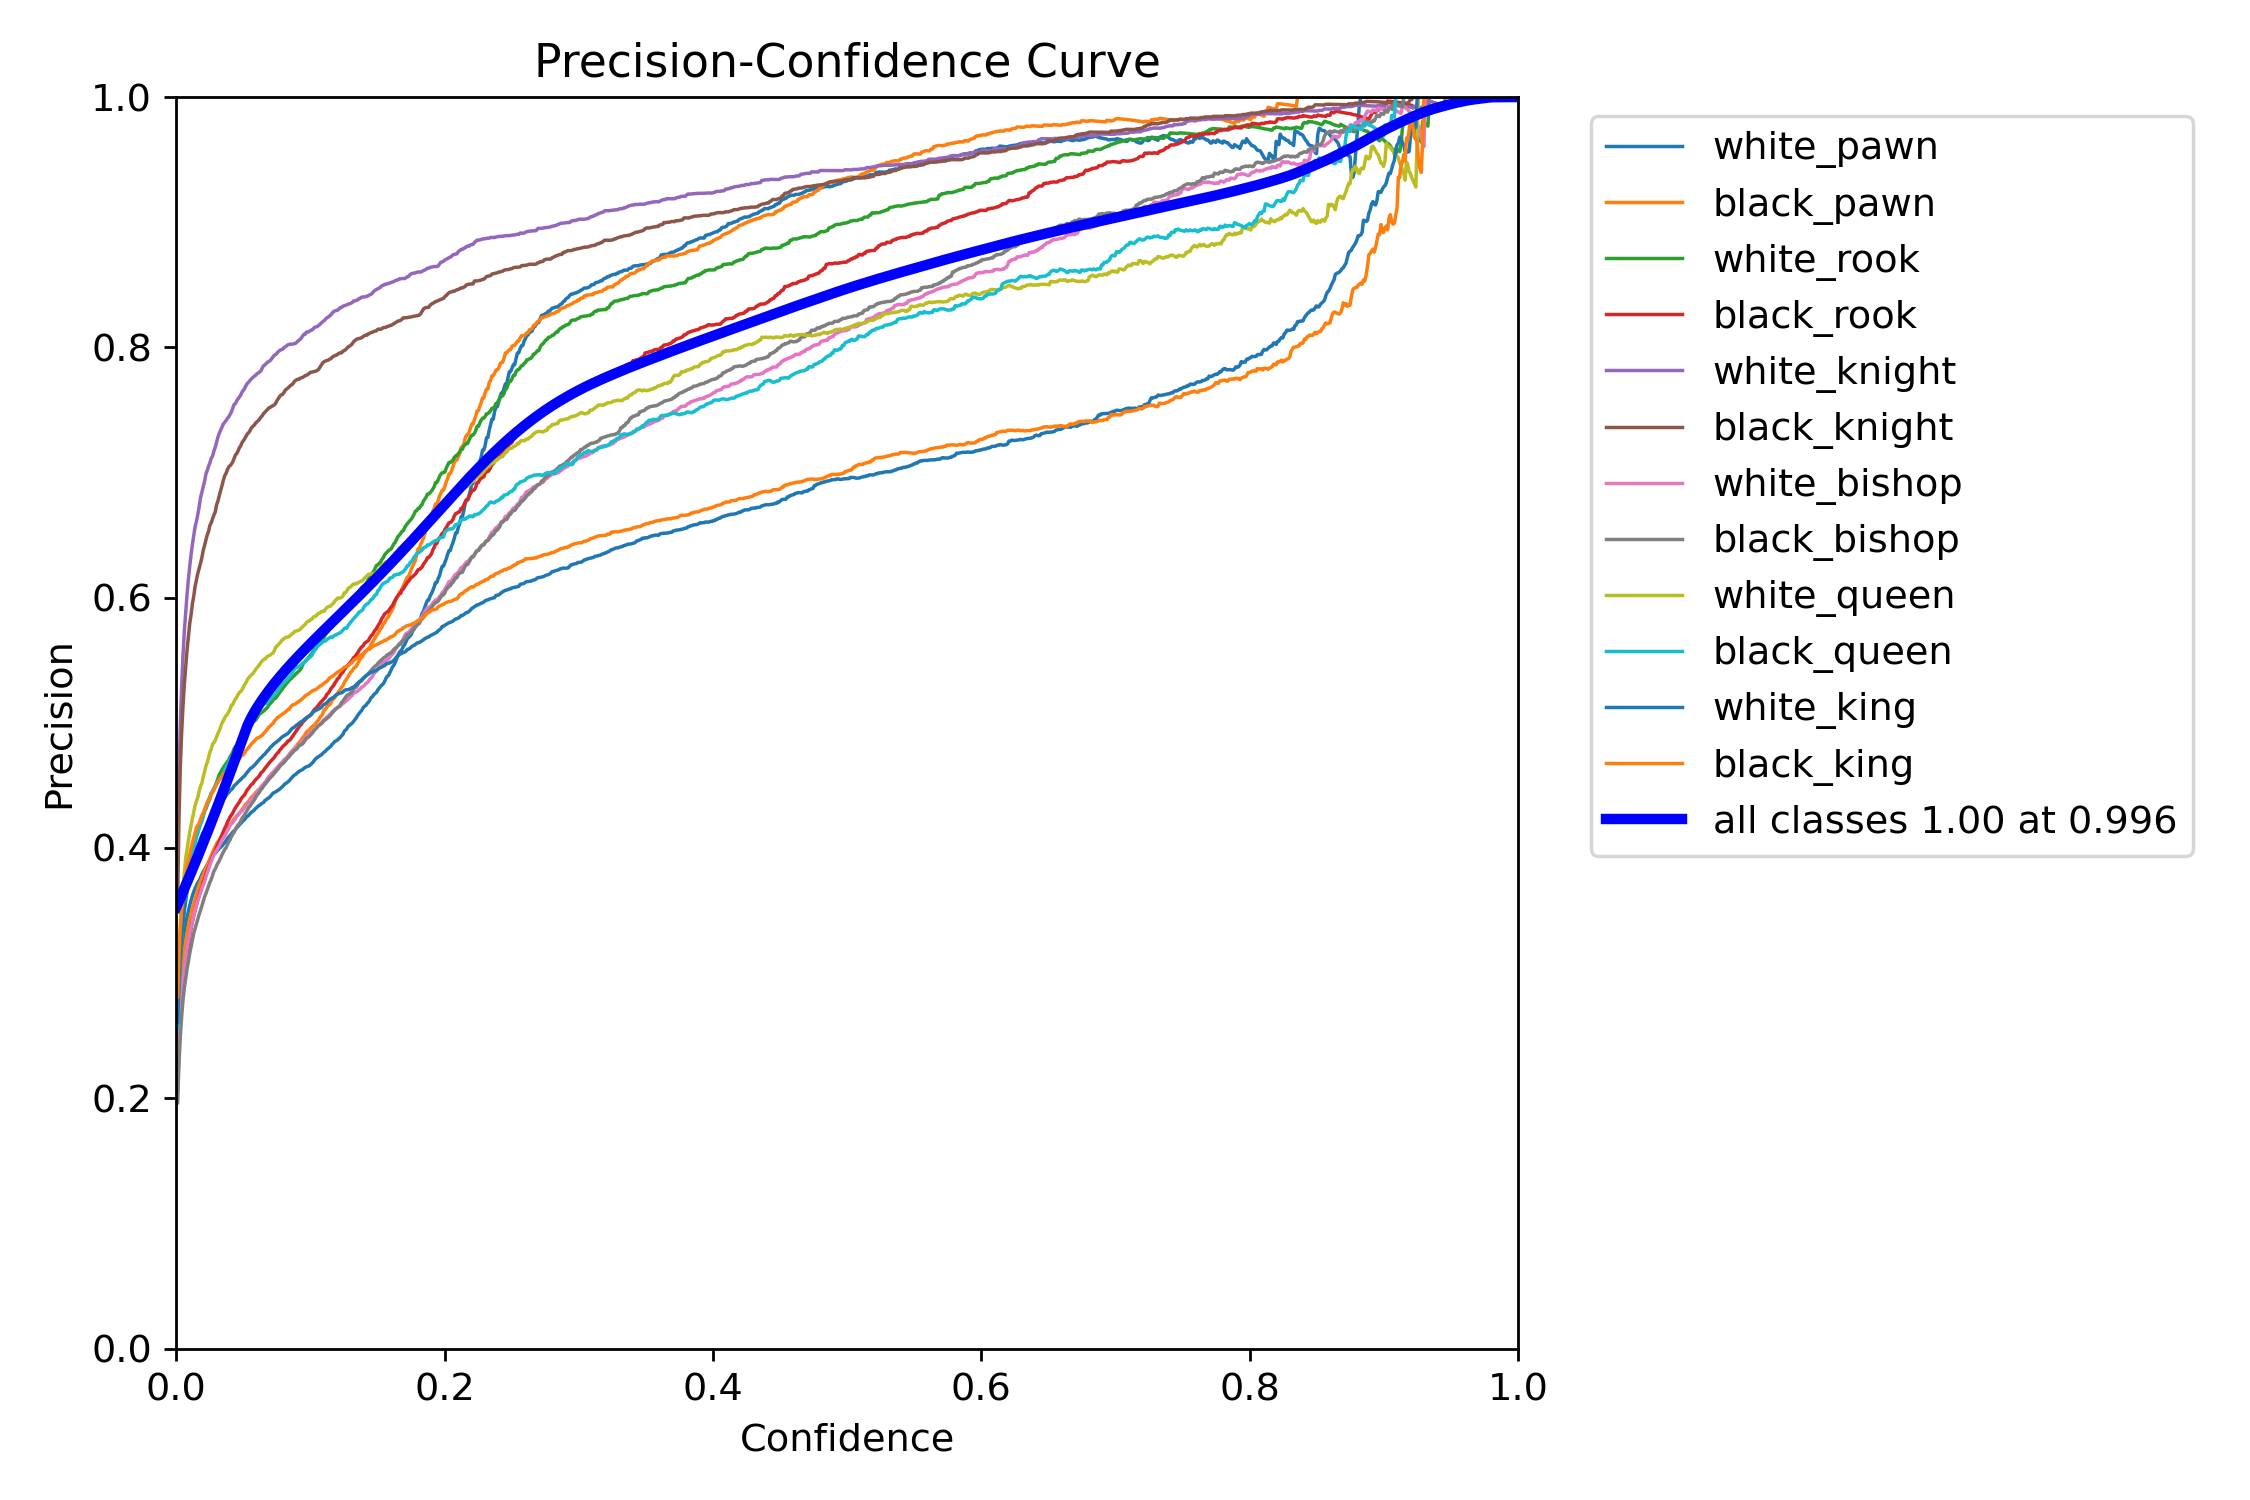 Precision-Confidence Curve
1.0
0.8
0.6
0.4
0.2
0.0
Precision
0.0 0.2 0.4 0.6 0.8 1.0
Confidence
white_pawn
black_pawn
white_rook
black_rook
white_knight
black_knight
white_bishop
black_bishop
white_queen
black_queen
white_king
black_king
all classes 1.00 at 0.996